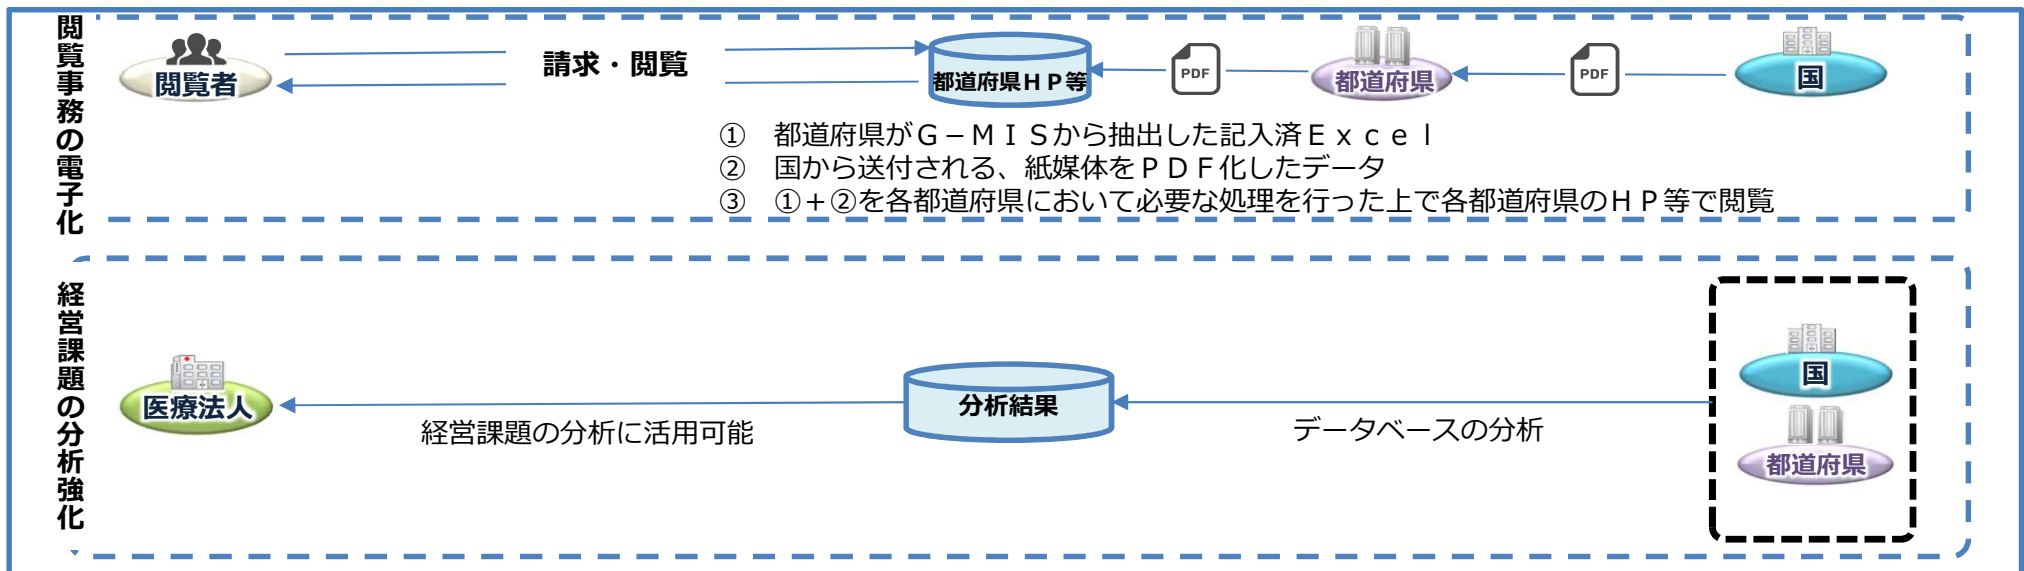 閲覧事務の電子化
閲覧者
請求・閲覧
都道府県ＨＰ等
PDF
都道府県
PDF
国
① 都道府県がＧ－ＭＩＳから抽出した記入済Ｅｘｃｅｌ
② 国から送付される、紙媒体をＰＤＦ化したデータ
③ ①＋②を各都道府県において必要な処理を行った上で各都道府県のＨＰ等で閲覧
経営課題の分析強化
医療法人
経営課題の分析に活用可能
分析結果
データベースの分析
国
都道府県